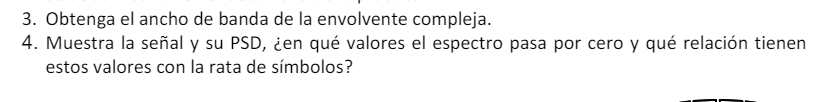 3. Obtenga el ancho de banda de la envolvente compleja.
4. Muestra la señal y su PSD, ¿en qué valores el espectro pasa por cero y qué relación tienen
estos valores con la rata de símbolos?